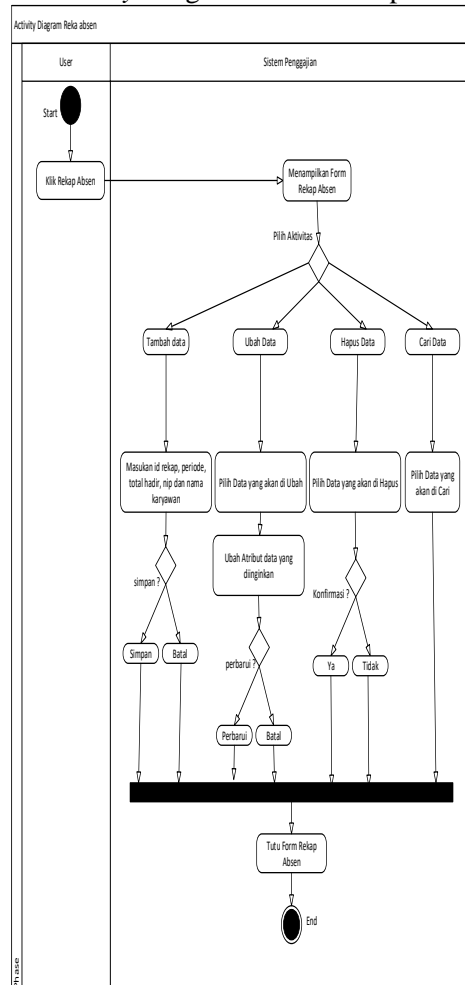 Activity Diagram Reka absen
User
Sistem Penggajian
Start
Klik Rekap Absen
Menampilkan Form
Rekap Absen
Pilih Aktivitas
Tambah data
Ubah Data
Hapus Data
Cari Data
Masukan id rekap, periode,
total hadir, nip dan nama
karyawan
Pilih Data yang akan di Ubah
Pilih Data yang akan di Hapus
Pilih Data yang
akan di Cari
Ubah Atribut data yang
diinginkan
simpan ?
Konfirmasi ?
Simpan
Batal
perbarui ?
Ya
Tidak
Perbarui
Batal
Tutu Form Rekap
Absen
End
Phase